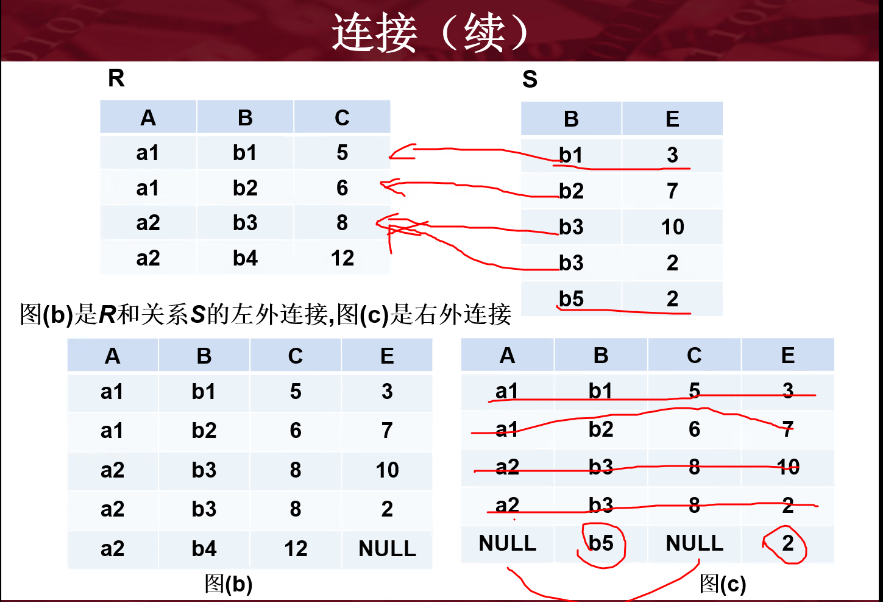 连接（续）
R
A B C
a1 b1 5
a1 b2 6
a2 b3 8
a2 b4 12
S
B E
b1 3
b2 7
b3 10
b3 2
b5 2
图(b)是R和关系S的左外连接,图(c)是右外连接
A B C E
a1 b1 5 3
a1 b2 6 7
a2 b3 8 10
a2 b3 8 2
a2 b4 12 NULL
图(b)
A B C E
a1 b1 5 3
a1 b2 6 7
a2 b3 8 10
a2 b3 8 2
NULL b5 NULL 2
图(c)